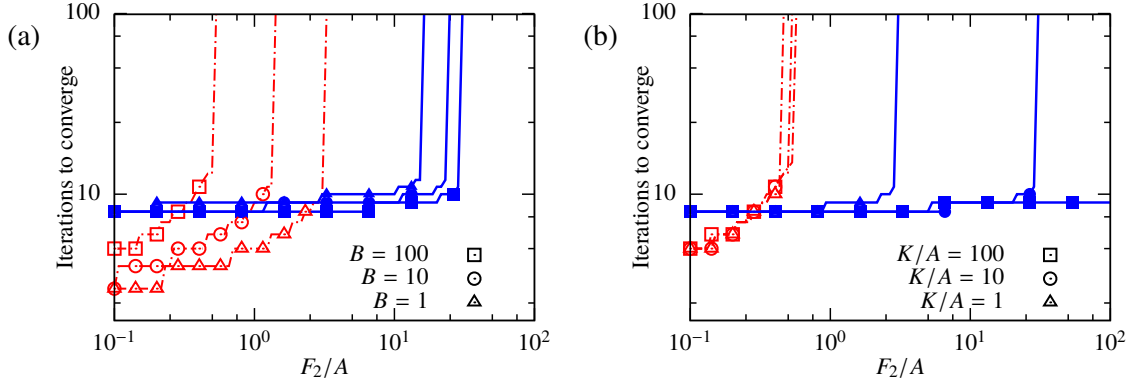 (a)
Iterations to converge
100
10
B = 100
B = 10
B = 1
10⁻¹ 10⁰ 10¹ 10²
F₂/A
(b)
Iterations to converge
100
10
K/A = 100
K/A = 10
K/A = 1
10⁻¹ 10⁰ 10¹ 10²
F₂/A